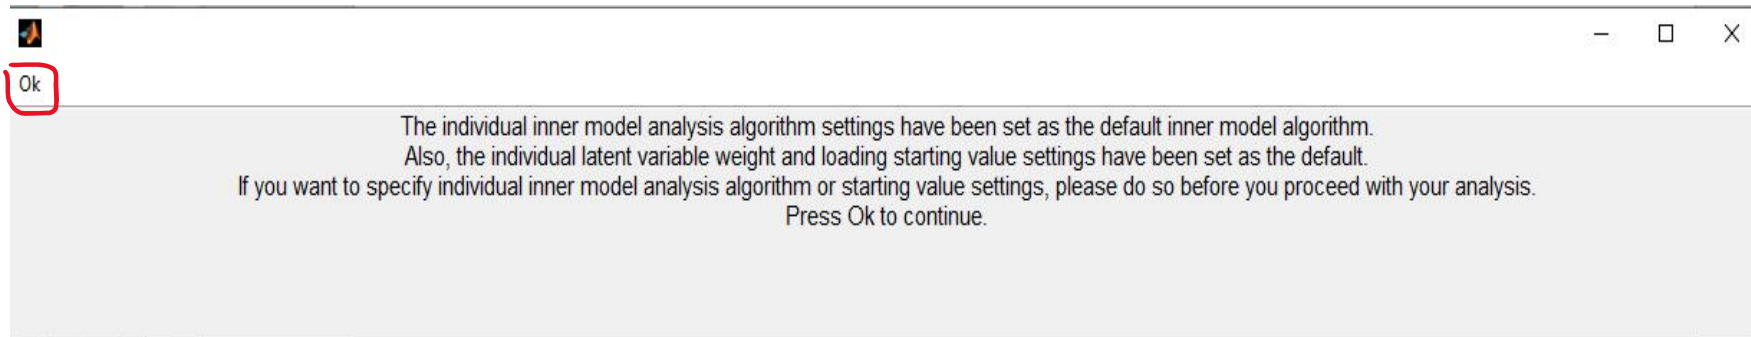 Ok
The individual inner model analysis algorithm settings have been set as the default inner model algorithm.
Also, the individual latent variable weight and loading starting value settings have been set as the default.
If you want to specify individual inner model analysis algorithm or starting value settings, please do so before you proceed with your analysis.
Press Ok to continue.